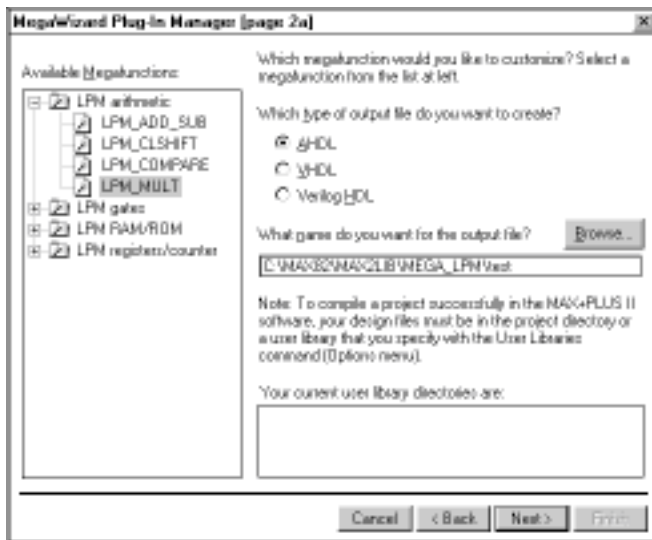 MegaWizard Plug-In Manager [page 2a]
Available Megafunctions:
LPM arithmetic
LPM_ADD_SUB
LPM_CLSHIFT
LPM_COMPARE
LPM_MULT
LPM gates
LPM RAM/ROM
LPM registers/counter
Which megafunction would you like to customize? Select a
megafunction from the list at left.
Which type of output file do you want to create?
AHDL
VHDL
Verilog HDL
What name do you want for the output file?
Browse...
C:\MAX82\MAX2LIB\MEGA_LPM\test
Note: To compile a project successfully in the MAX+PLUS II
software, your design files must be in the project directory or
a user library that you specify with the User Libraries
command (Options menu).
Your current user library directories are:
Cancel
< Back
Next >
Finish